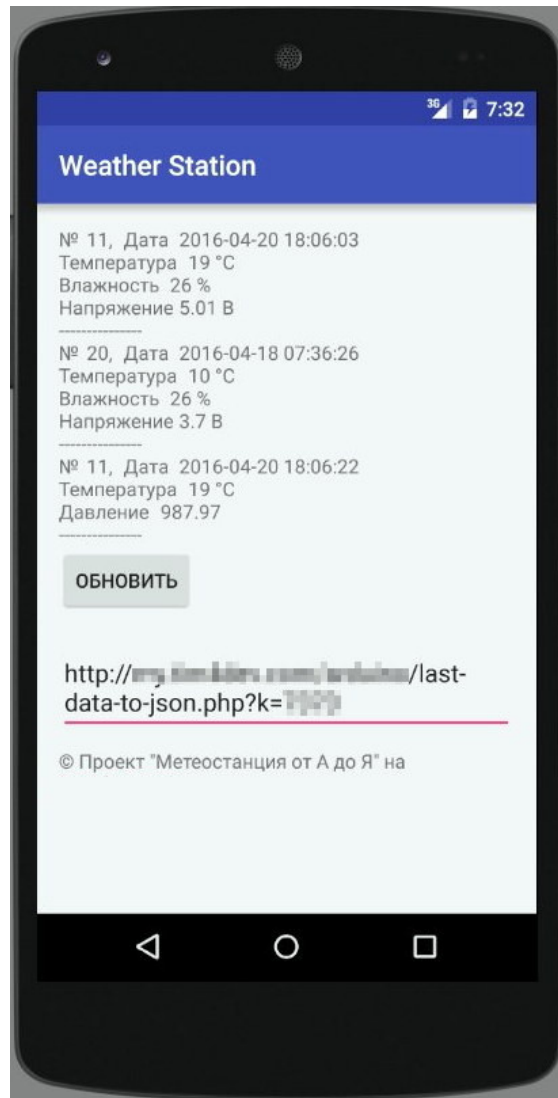 3G 7:32
Weather Station
№ 11, Дата 2016-04-20 18:06:03
Температура 19 °C
Влажность 26 %
Напряжение 5.01 В
---------------
№ 20, Дата 2016-04-18 07:36:26
Температура 10 °C
Влажность 26 %
Напряжение 3.7 В
---------------
№ 11, Дата 2016-04-20 18:06:22
Температура 19 °C
Давление 987.97
---------------
ОБНОВИТЬ
http:// /last-
data-to-json.php?k=
© Проект "Метеостанция от А до Я" на